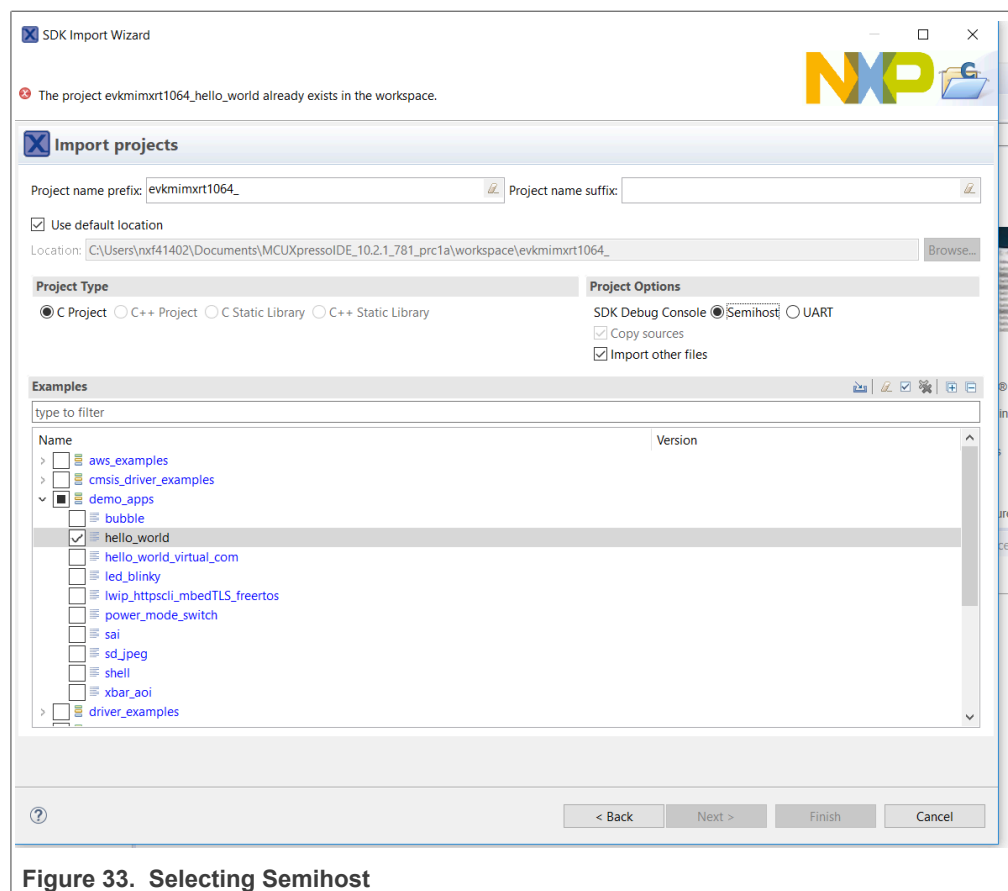 SDK Import Wizard
The project evkmimxrt1064_hello_world already exists in the workspace.
NXP
C
Import projects
Project name prefix: evkmimxrt1064_ Project name suffix:
Use default location
Location: C:\Users\nxf41402\Documents\MCUXpressoIDE_10.2.1_781_prc1a\workspace\evkmimxrt1064_ Browse...
Project Type Project Options
C Project C++ Project C Static Library C++ Static Library SDK Debug Console Semihost UART
Copy sources
Import other files
Examples
type to filter
Name Version
aws_examples
cmsis_driver_examples
demo_apps
bubble
hello_world
hello_world_virtual_com
led_blinky
lwip_httpscli_mbedTLS_freertos
power_mode_switch
sai
sd_jpeg
shell
xbar_aoi
driver_examples
? < Back Next > Finish Cancel
Figure 33. Selecting Semihost